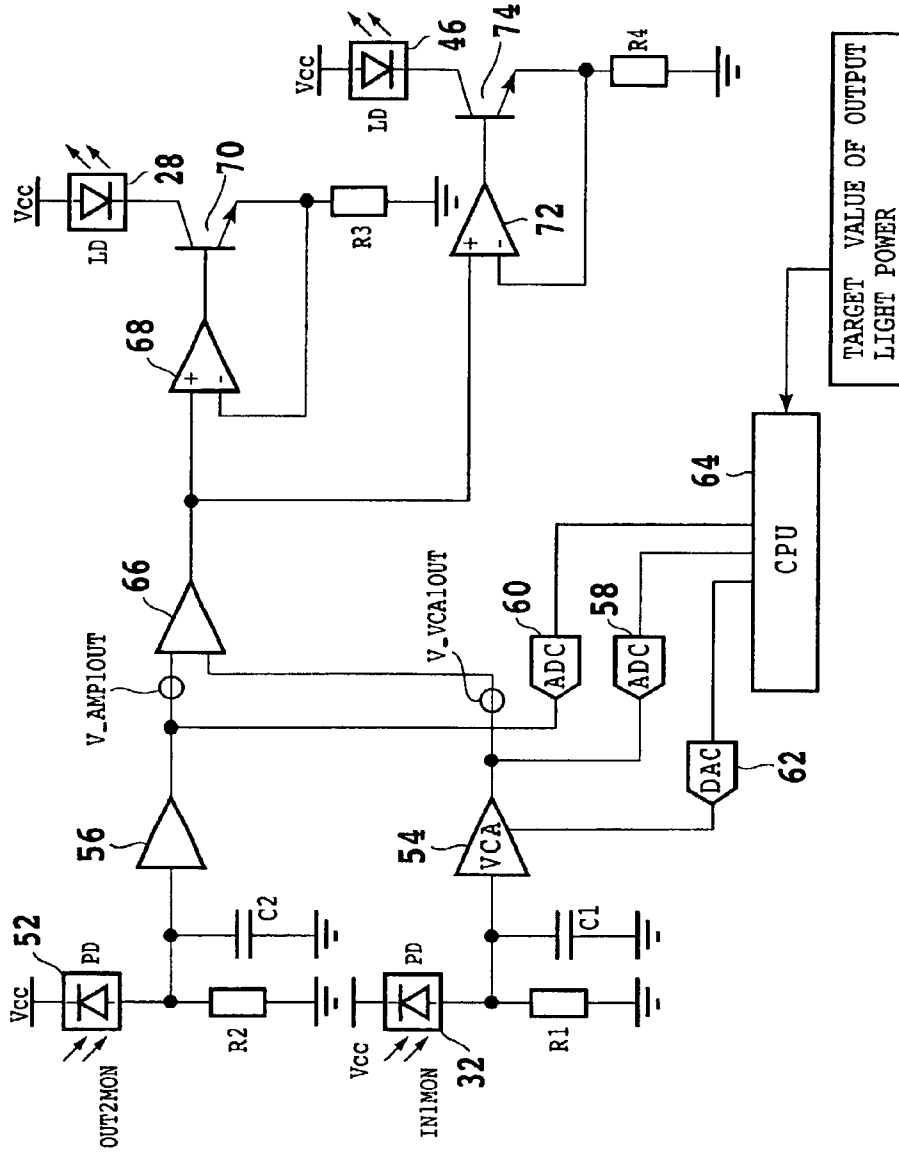 OUT2MON
Vcc
52
PD
R2
C2
56
V_AMP1OUT
66
68
+
-
Vcc
LD
28
70
R3
Vcc
LD
46
74
+
-
72
R4
IN1MON
Vcc
32
PD
R1
C1
54
VCA
V_VCA1OUT
60
ADC
58
ADC
DAC
62
64
CPU
TARGET VALUE OF OUTPUT
LIGHT POWER